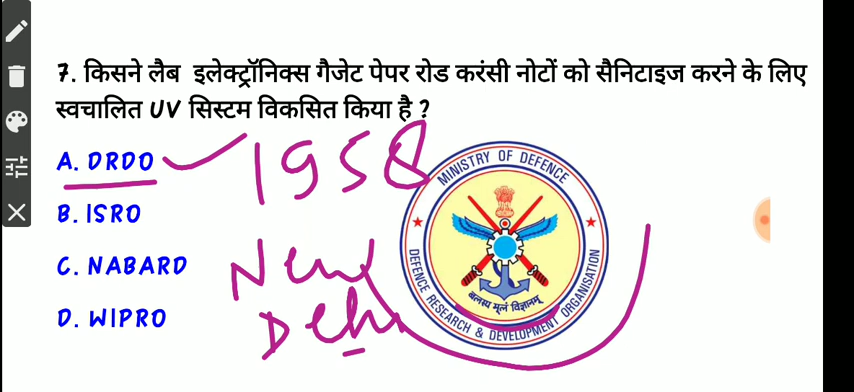 7. किसने लैब इलेक्ट्रॉनिक्स गैजेट पेपर रोड करंसी नोटों को सैनिटाइज करने के लिए
स्वचालित UV सिस्टम विकसित किया है ?
A. DRDO
1958
B. ISRO
C. NABARD
New
D. WIPRO
Delhi
MINISTRY OF DEFENCE
DEFENCE RESEARCH & DEVELOPMENT ORGANISATION
बलस्य मूलं विज्ञानम्